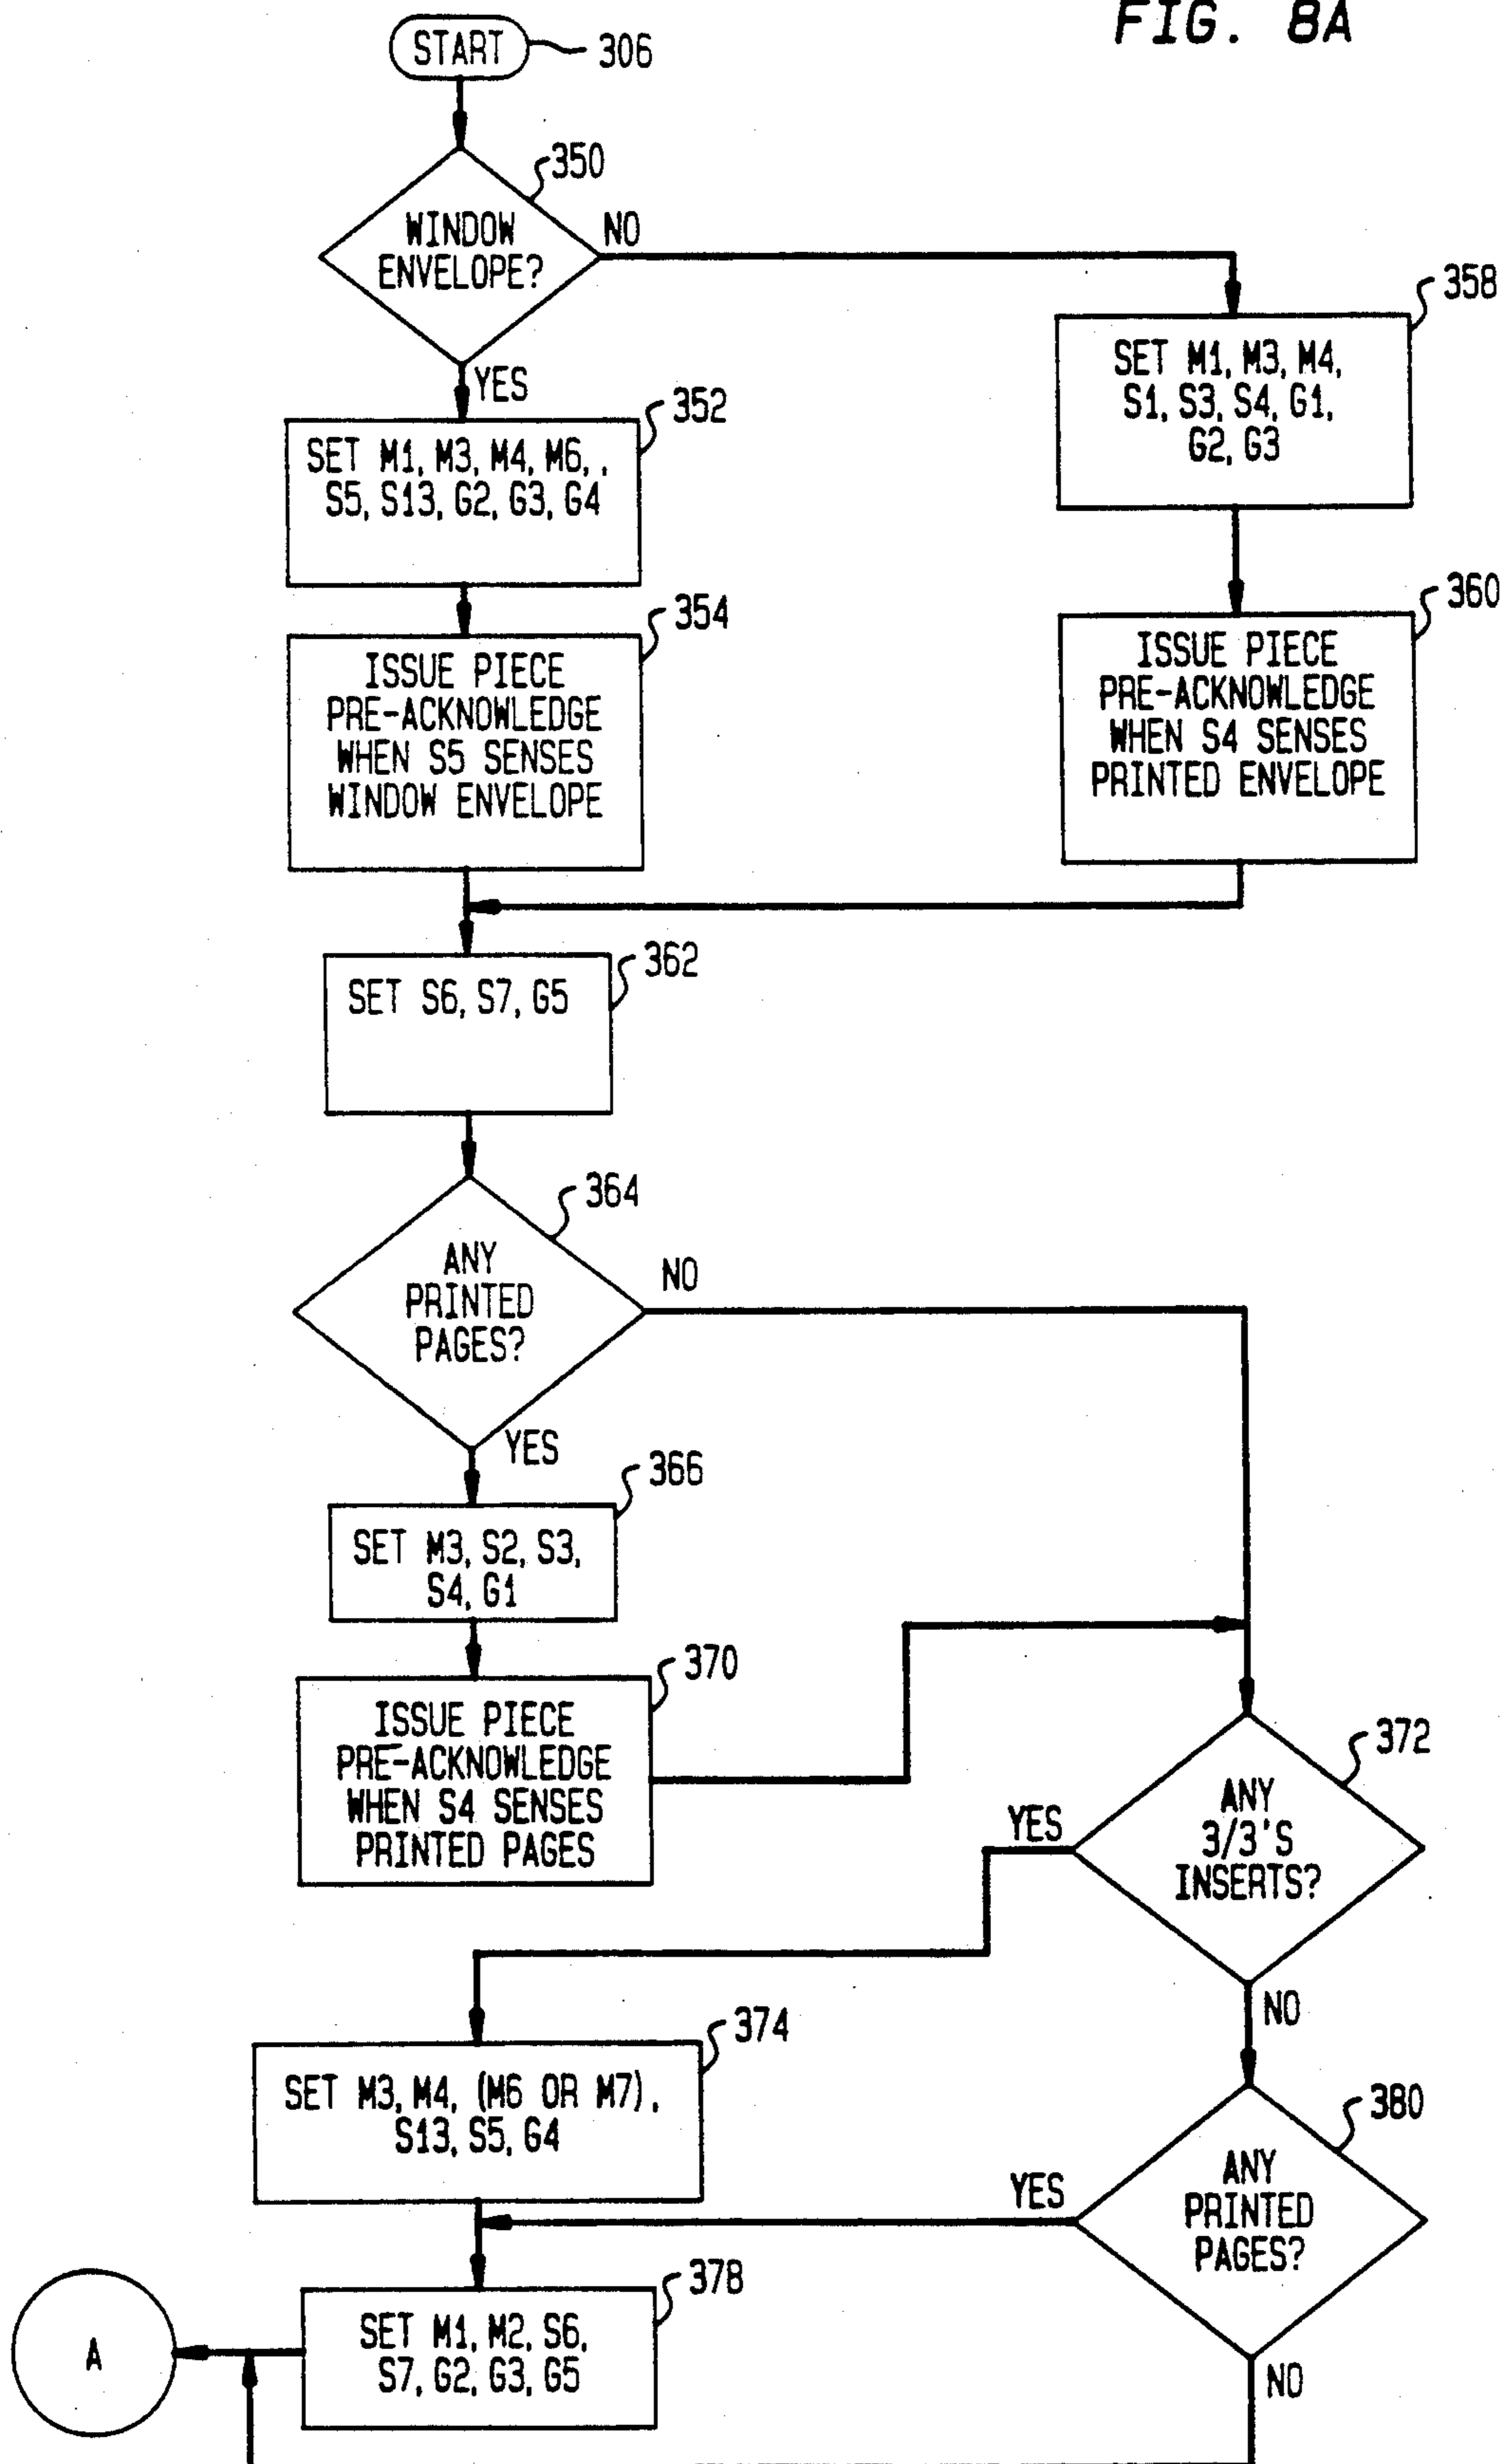 FIG. 8A
START
306
350
WINDOW
ENVELOPE?
NO
YES
358
SET M1, M3, M4,
S1, S3, S4, G1,
G2, G3
352
SET M1, M3, M4, M6, ,
S5, S13, G2, G3, G4
354
ISSUE PIECE
PRE-ACKNOWLEDGE
WHEN S5 SENSES
WINDOW ENVELOPE
360
ISSUE PIECE
PRE-ACKNOWLEDGE
WHEN S4 SENSES
PRINTED ENVELOPE
362
SET S6, S7, G5
364
ANY
PRINTED
PAGES?
NO
YES
366
SET M3, S2, S3,
S4, G1
370
ISSUE PIECE
PRE-ACKNOWLEDGE
WHEN S4 SENSES
PRINTED PAGES
372
ANY
3/3'S
INSERTS?
YES
NO
374
SET M3, M4, (M6 OR M7),
S13, S5, G4
380
ANY
PRINTED
PAGES?
YES
NO
378
SET M1, M2, S6,
S7, G2, G3, G5
A